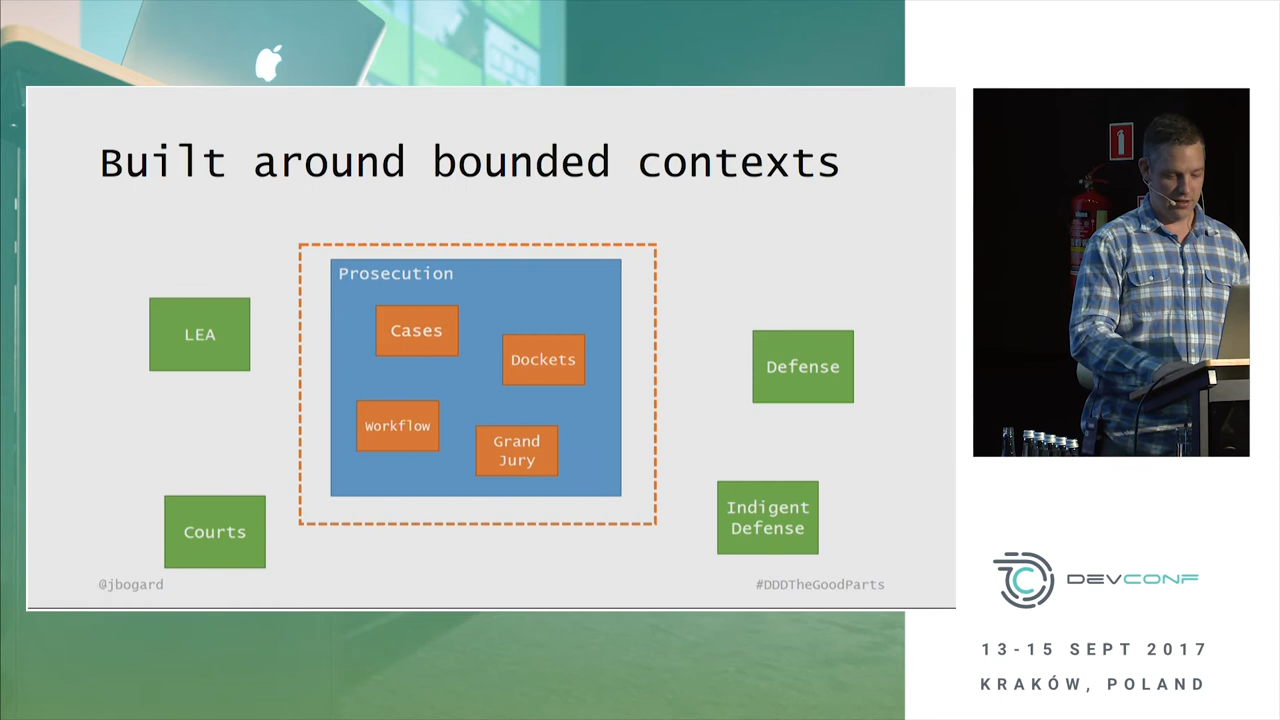 Built around bounded contexts
Prosecution
Cases
LEA
Dockets
Defense
Workflow
Grand
Jury
Indigent
Defense
Courts
@jbogard
#DDDTheGoodParts
DEVCONF
13-15 SEPT 2017
KRAKÓW, POLAND